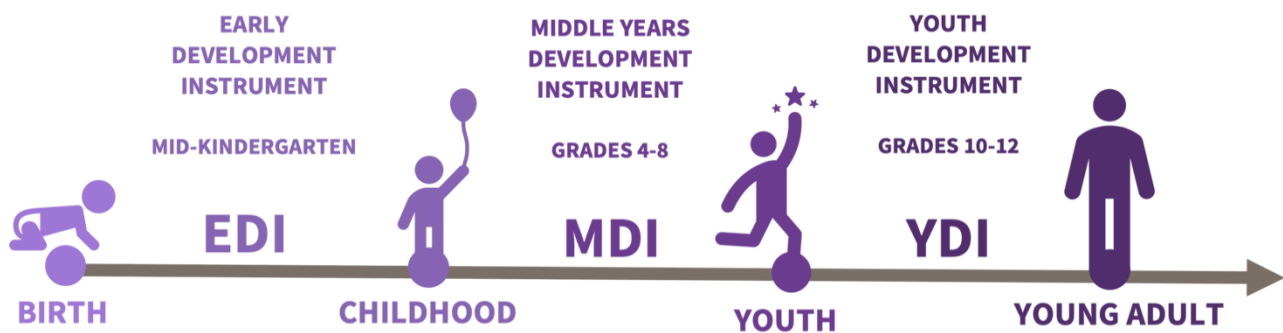 EARLY
DEVELOPMENT
INSTRUMENT
MID-KINDERGARTEN
EDI
MIDDLE YEARS
DEVELOPMENT
INSTRUMENT
GRADES 4-8
MDI
YOUTH
DEVELOPMENT
INSTRUMENT
GRADES 10-12
YDI
BIRTH
CHILDHOOD
YOUTH
YOUNG ADULT